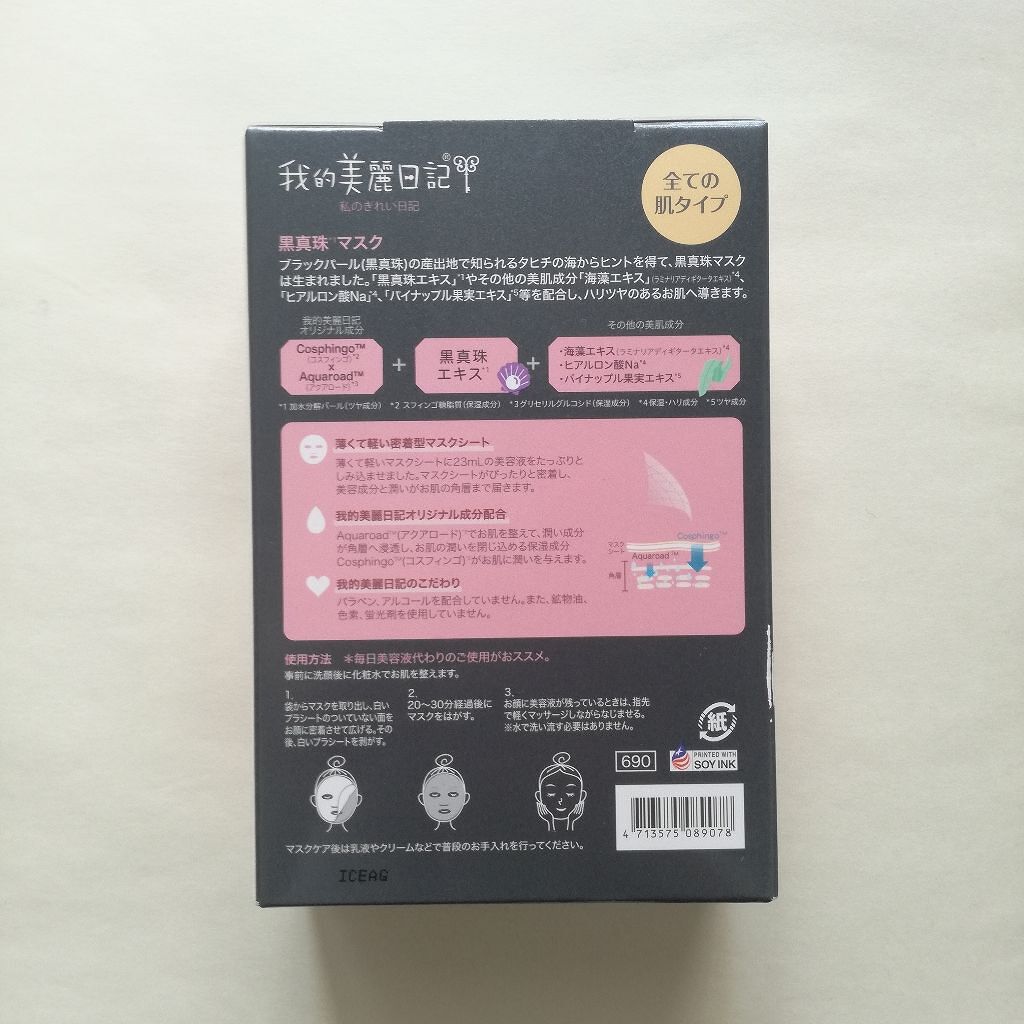 我的美麗日記®
私のきれい日記
全ての
肌タイプ
黒真珠*¹マスク
ブラックパール(黒真珠)の産出地で知られるタヒチの海からヒントを得て、黒真珠マスク
は生まれました。「黒真珠エキス」*¹やその他の美肌成分「海藻エキス」(ラミナリアディギタータエキス)*⁴、
「ヒアルロン酸Na」*⁴、「パイナップル果実エキス」*⁵等を配合し、ハリツヤのあるお肌へ導きます。
我的美麗日記
オリジナル成分
Cosphingo™
(コスフィンゴ)*²
×
Aquaroad™
(アクアロード)*³
+
黒真珠
エキス*¹
+
その他の美肌成分
・海藻エキス(ラミナリアディギタータエキス)*⁴
・ヒアルロン酸Na*⁴
・パイナップル果実エキス*⁵
*1 加水分解パール(ツヤ成分) *2 スフィンゴ糖脂質(保湿成分) *3 グリセリルグルコシド(保湿成分) *4 保湿・ハリ成分 *5 ツヤ成分
薄くて軽い密着型マスクシート
薄くて軽いマスクシートに23mLの美容液をたっぷりと
しみ込ませました。マスクシートがぴったりと密着し、
美容成分と潤いがお肌の角層まで届きます。
我的美麗日記オリジナル成分配合
Aquaroad™(アクアロード)*³でお肌を整えて、潤い成分
が角層へ浸透し、お肌の潤いを閉じ込める保湿成分
Cosphingo™(コスフィンゴ)*²がお肌に潤いを与えます。
我的美麗日記のこだわり
パラベン、アルコールを配合していません。また、鉱物油、
色素、蛍光剤を使用していません。
Cosphingo™
マスク
シート
Aquaroad™
角層
使用方法 *毎日美容液代わりのご使用がおススメ。
事前に洗顔後に化粧水でお肌を整えます。
1.
袋からマスクを取り出し、白い
プラシートのついていない面を
お顔に密着させて広げる。その
後、白いプラシートを剥がす。
2.
20～30分経過後に
マスクをはがす。
3.
お顔に美容液が残っているときは、指先
で軽くマッサージしながらなじませる。
※水で洗い流す必要はありません。
紙
690
PRINTED WITH
SOY INK
4 713575 089078
マスクケア後は乳液やクリームなどで普段のお手入れを行ってください。
ICEAG